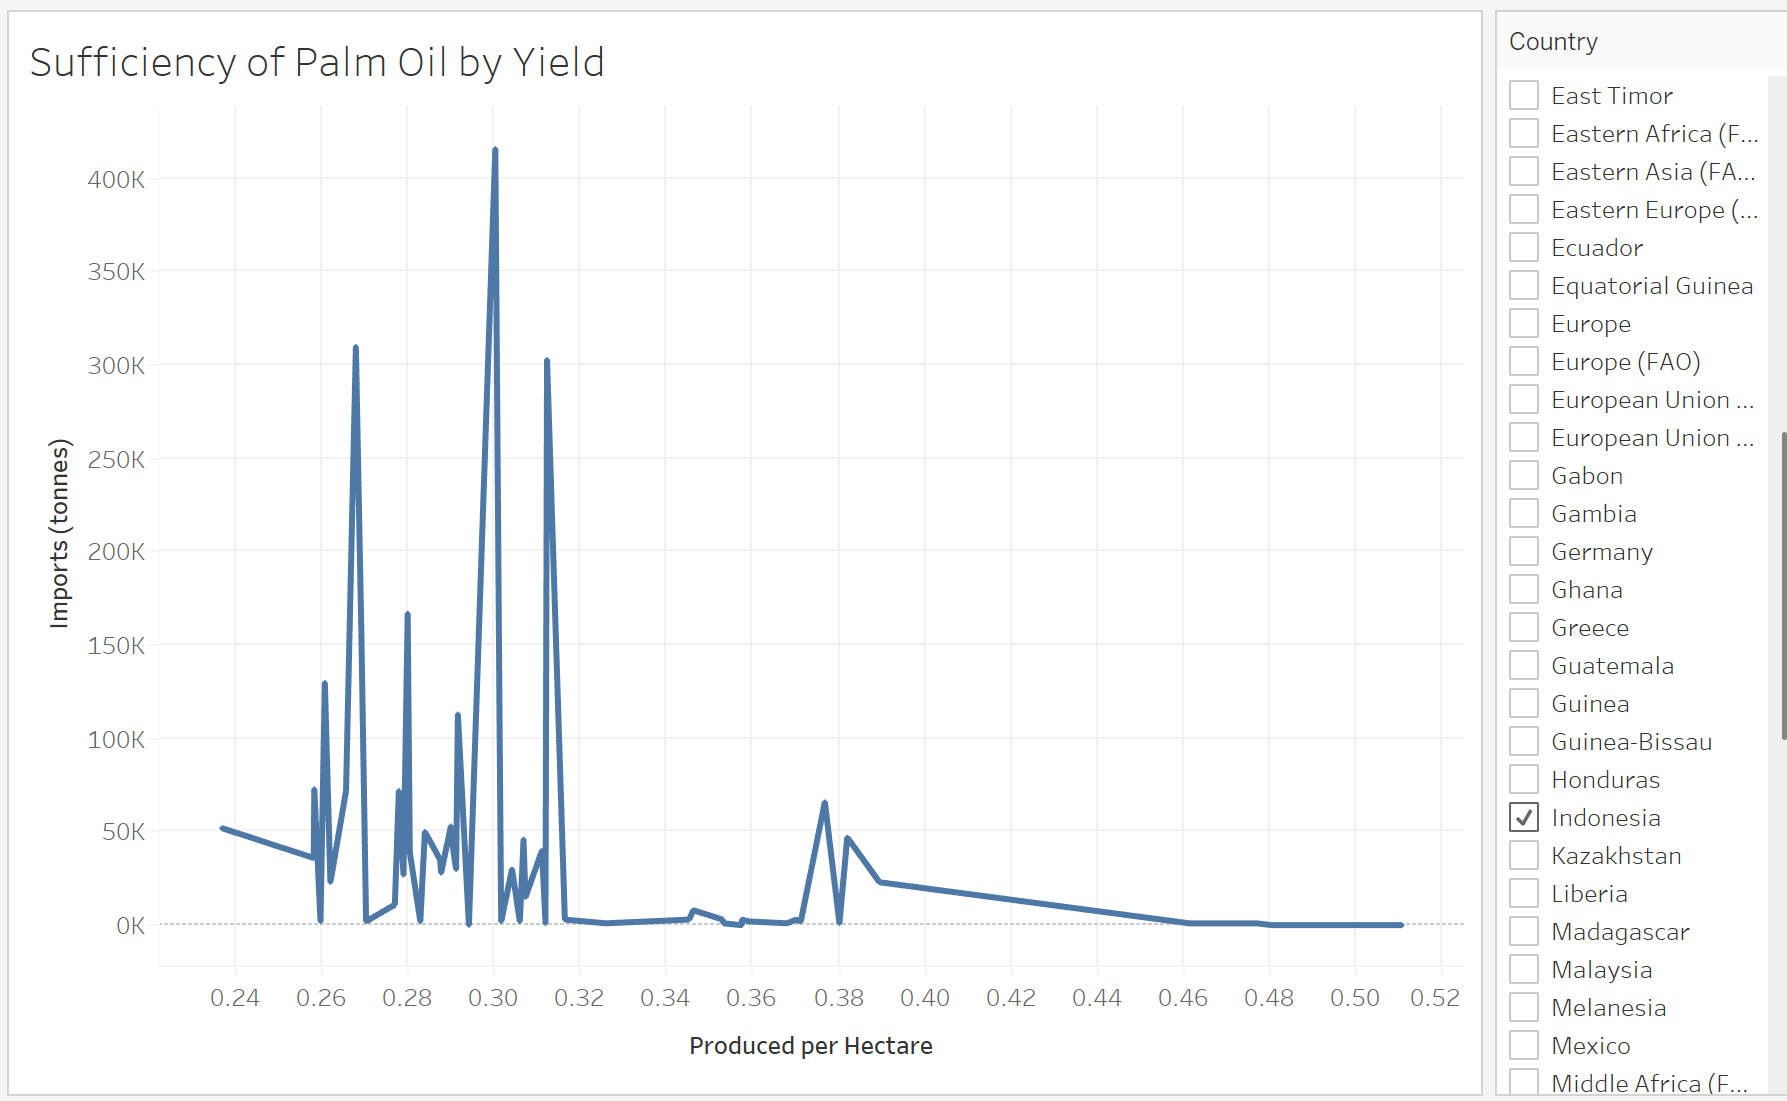 Sufficiency of Palm Oil by Yield
400K
350K
300K
250K
200K
150K
100K
50K
0K
Imports (tonnes)
0.24 0.26 0.28 0.30 0.32 0.34 0.36 0.38 0.40 0.42 0.44 0.46 0.48 0.50 0.52
Produced per Hectare
Country
East Timor
Eastern Africa (F...
Eastern Asia (FA...
Eastern Europe (...
Ecuador
Equatorial Guinea
Europe
Europe (FAO)
European Union ...
European Union ...
Gabon
Gambia
Germany
Ghana
Greece
Guatemala
Guinea
Guinea-Bissau
Honduras
Indonesia
Kazakhstan
Liberia
Madagascar
Malaysia
Melanesia
Mexico
Middle Africa (F...